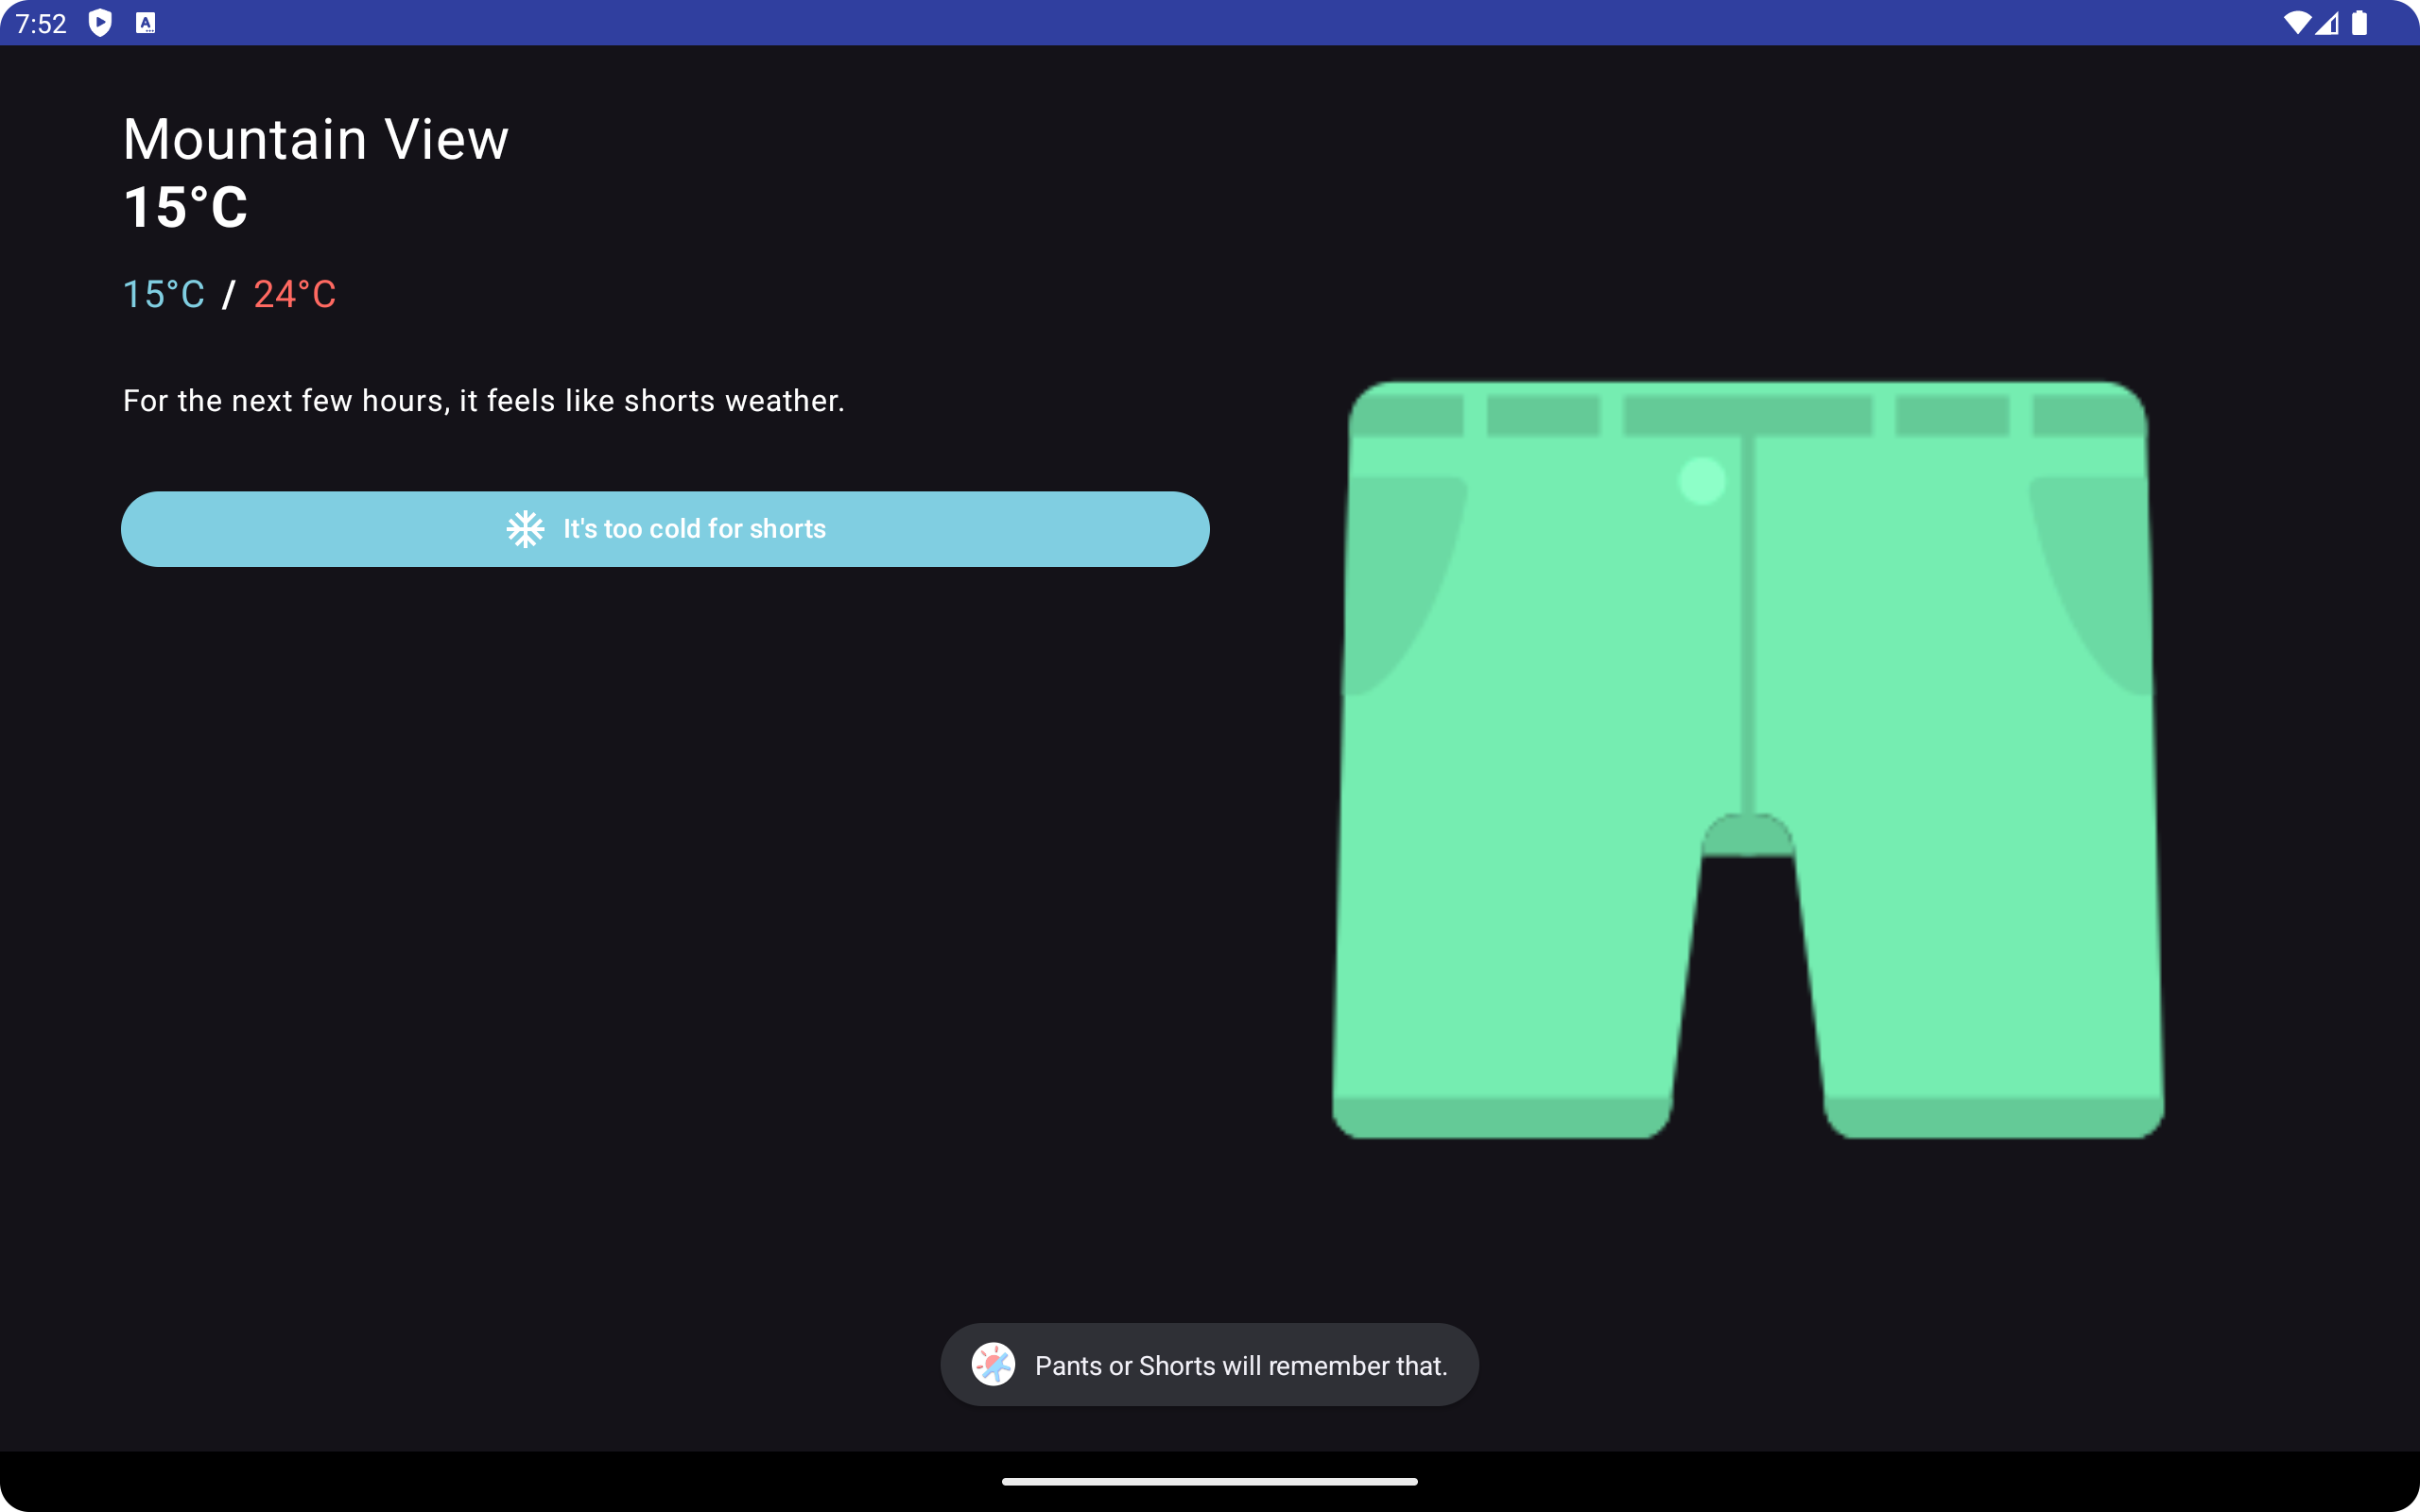 7:52
Mountain View
15°C
15°C / 24°C
For the next few hours, it feels like shorts weather.
It's too cold for shorts
Pants or Shorts will remember that.